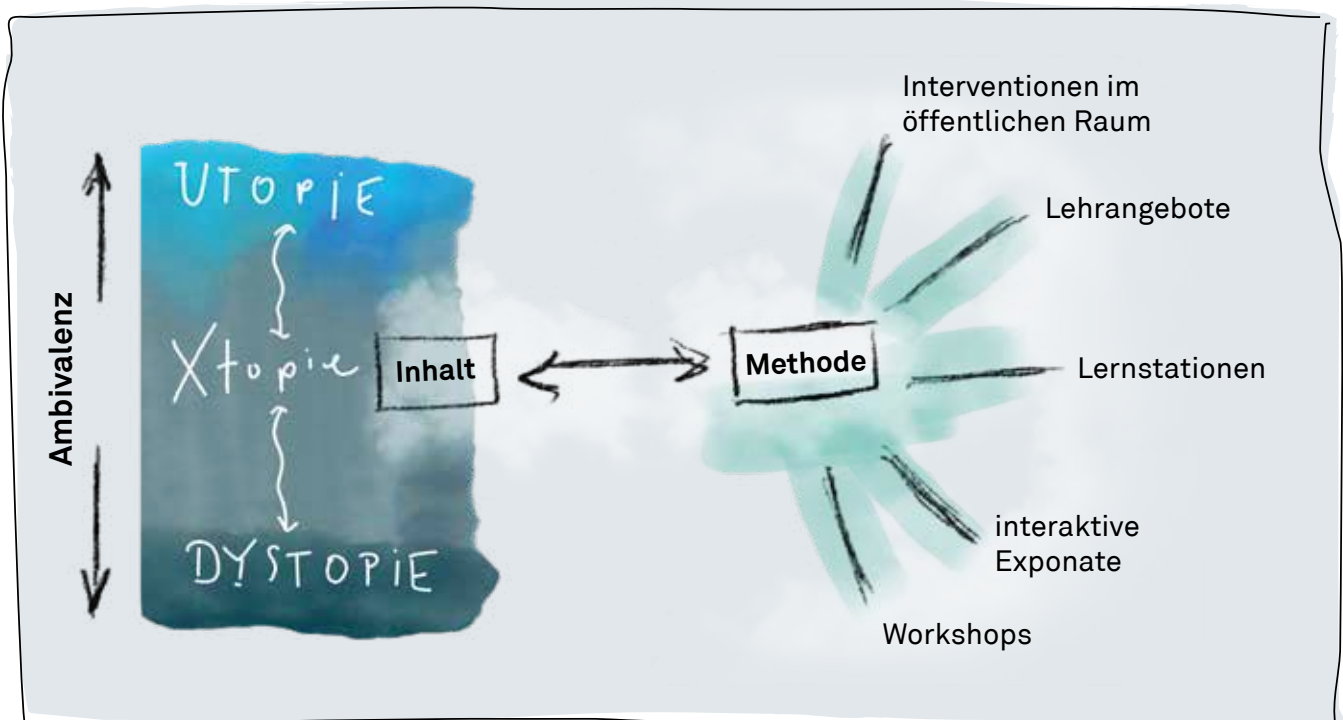 Ambivalenz
UTOPIE
Xtopie
DYSTOPIE
Inhalt
Methode
Interventionen im
öffentlichen Raum
Lehrangebote
Lernstationen
interaktive
Exponate
Workshops